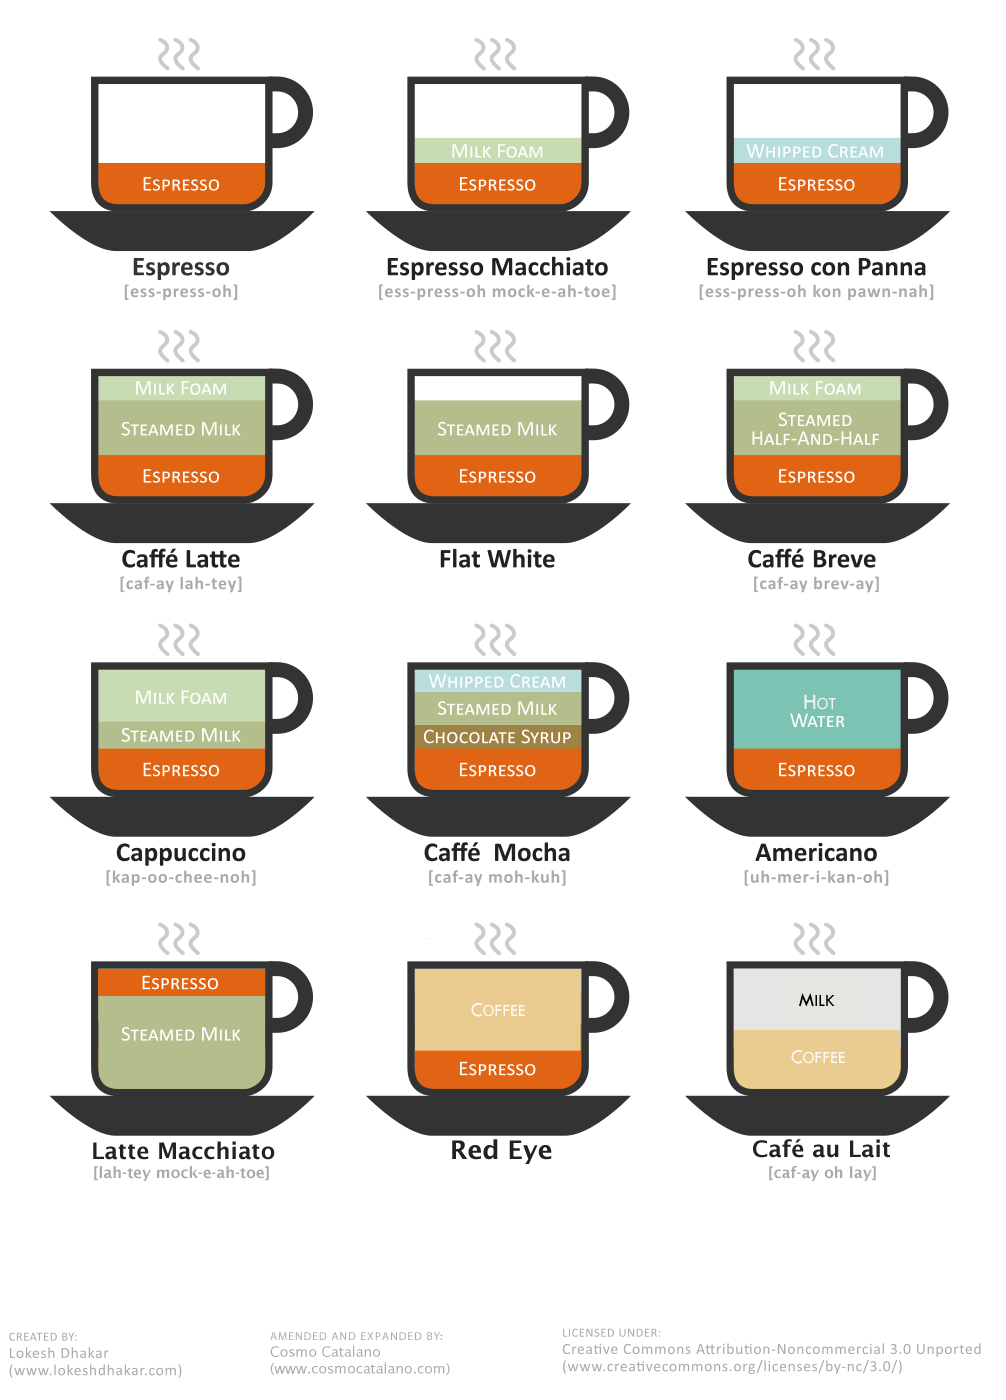 Espresso
Espresso
[ess-press-oh]
Milk Foam
Espresso
Espresso Macchiato
[ess-press-oh mock-e-ah-toe]
Whipped Cream
Espresso
Espresso con Panna
[ess-press-oh kon pawn-nah]
Milk Foam
Steamed Milk
Espresso
Caffé Latte
[caf-ay lah-tey]
Steamed Milk
Espresso
Flat White
Milk Foam
Steamed
Half-And-Half
Espresso
Caffé Breve
[caf-ay brev-ay]
Milk Foam
Steamed Milk
Espresso
Cappuccino
[kap-oo-chee-noh]
Whipped Cream
Steamed Milk
Chocolate Syrup
Espresso
Caffé Mocha
[caf-ay moh-kuh]
Hot
Water
Espresso
Americano
[uh-mer-i-kan-oh]
Espresso
Steamed Milk
Latte Macchiato
[lah-tey mock-e-ah-toe]
Coffee
Espresso
Red Eye
Milk
Coffee
Café au Lait
[caf-ay oh lay]
CREATED BY:
Lokesh Dhakar
(www.lokeshdhakar.com)
AMENDED AND EXPANDED BY:
Cosmo Catalano
(www.cosmocatalano.com)
LICENSED UNDER:
Creative Commons Attribution-Noncommercial 3.0 Unported
(www.creativecommons.org/licenses/by-nc/3.0/)